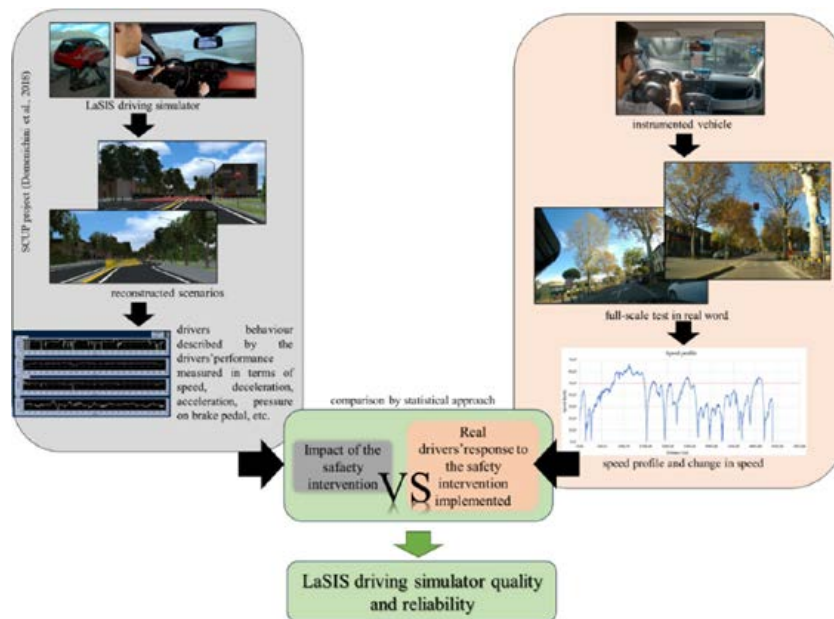 SCUP project (Domenichini et al., 2018)
LaSIS driving simulator
reconstructed scenarios
drivers behaviour
described by the
drivers'performance
measured in terms of
speed, deceleration,
acceleration, pressure
on brake pedal, etc.
instrumented vehicle
full-scale test in real word
Speed profile
speed profile and change in speed
comparison by statistical approach
Impact of the
safaety
intervention
VS
Real
drivers'response to
the safety
intervention
implemented
LaSIS driving simulator quality
and reliability